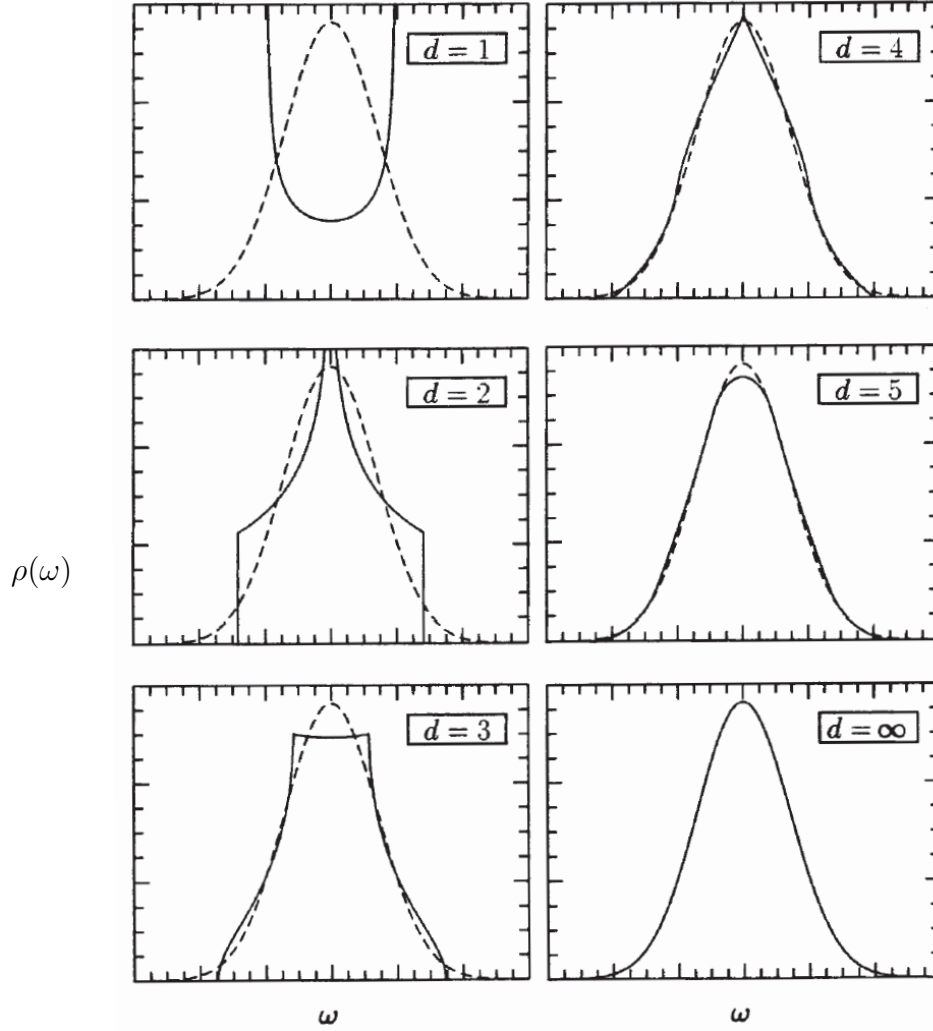 d = 1
d = 4
d = 2
d = 5
ρ(ω)
d = 3
d = ∞
ω
ω